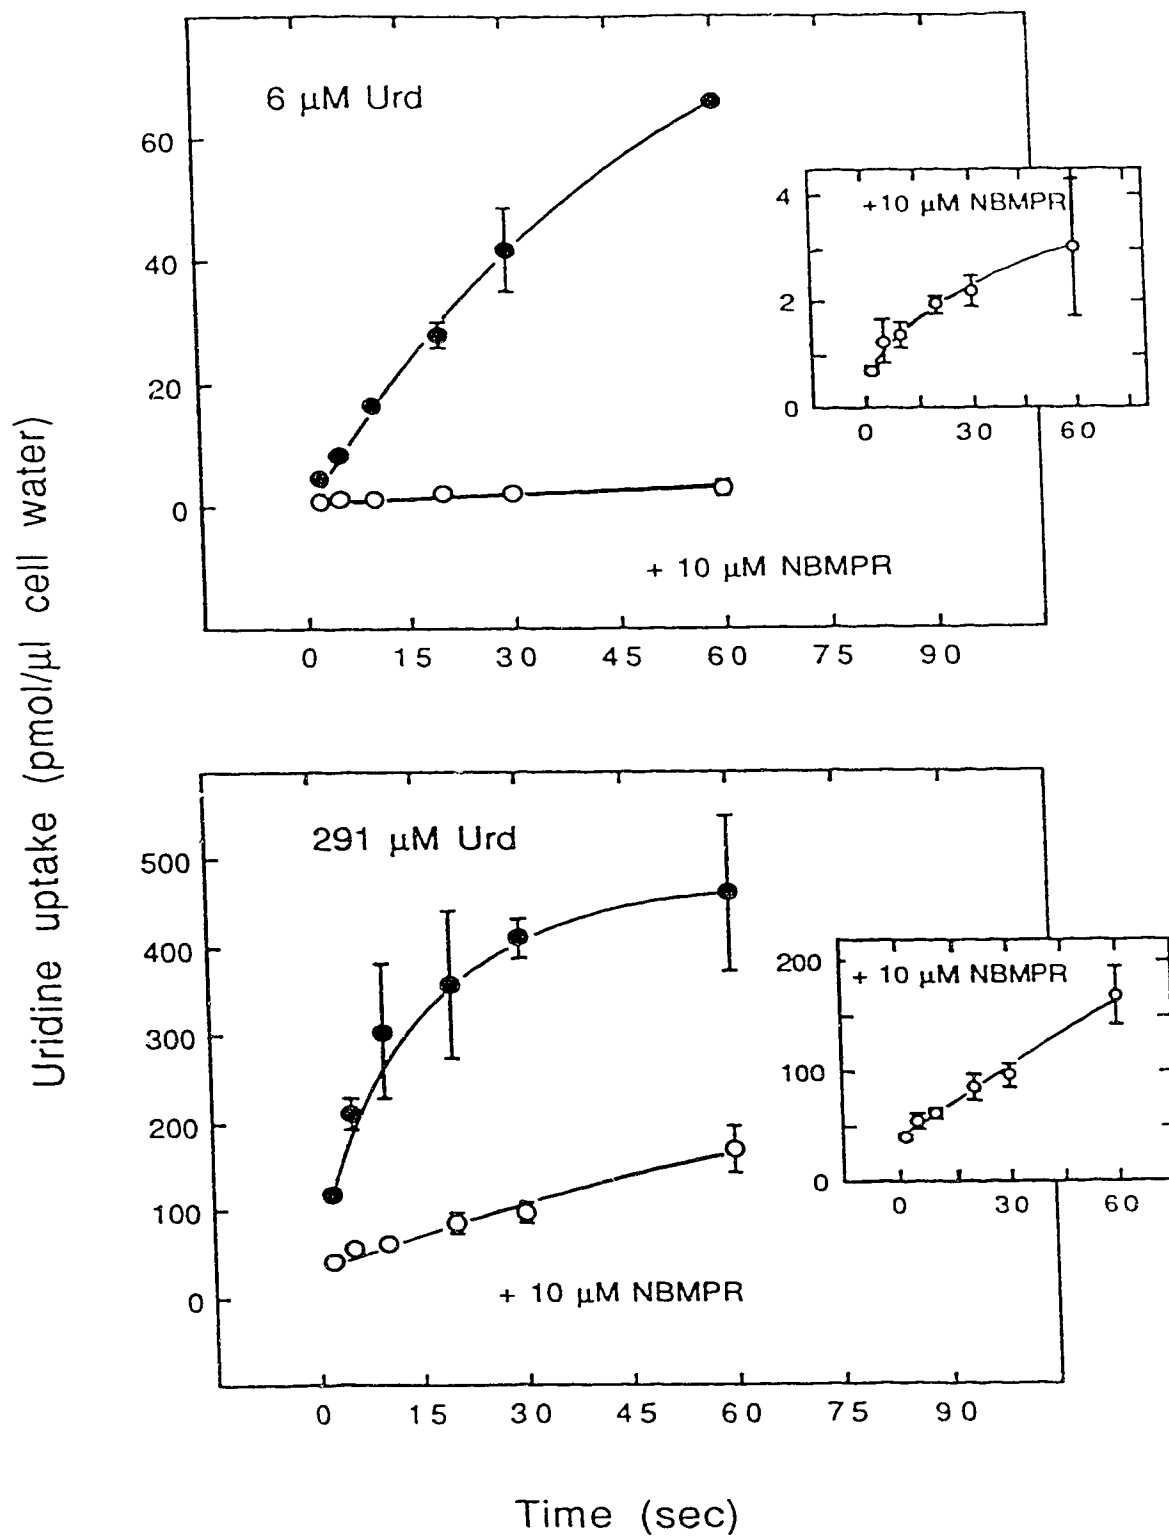 6 μM Urd
60
40
20
0
+ 10 μM NBMPR
0 15 30 45 60 75 90
+10 μM NBMPR
4
2
0
0 30 60
Uridine uptake (pmol/μl cell water)
291 μM Urd
500
400
300
200
100
0
+ 10 μM NBMPR
0 15 30 45 60 75 90
+ 10 μM NBMPR
200
100
0
0 30 60
Time (sec)